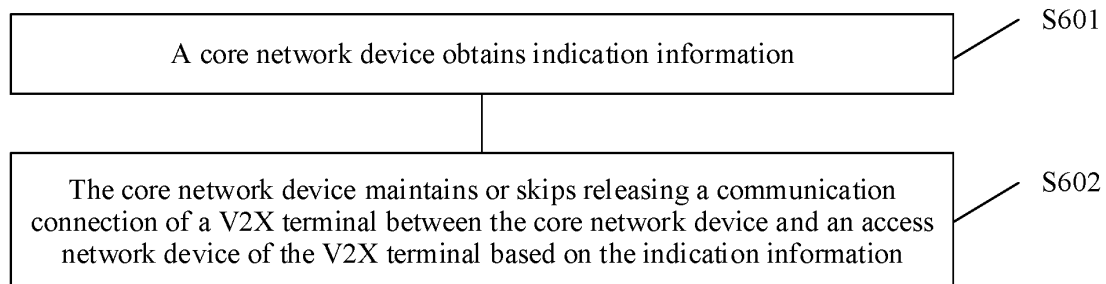 S601
A core network device obtains indication information
S602
The core network device maintains or skips releasing a communication
connection of a V2X terminal between the core network device and an access
network device of the V2X terminal based on the indication information